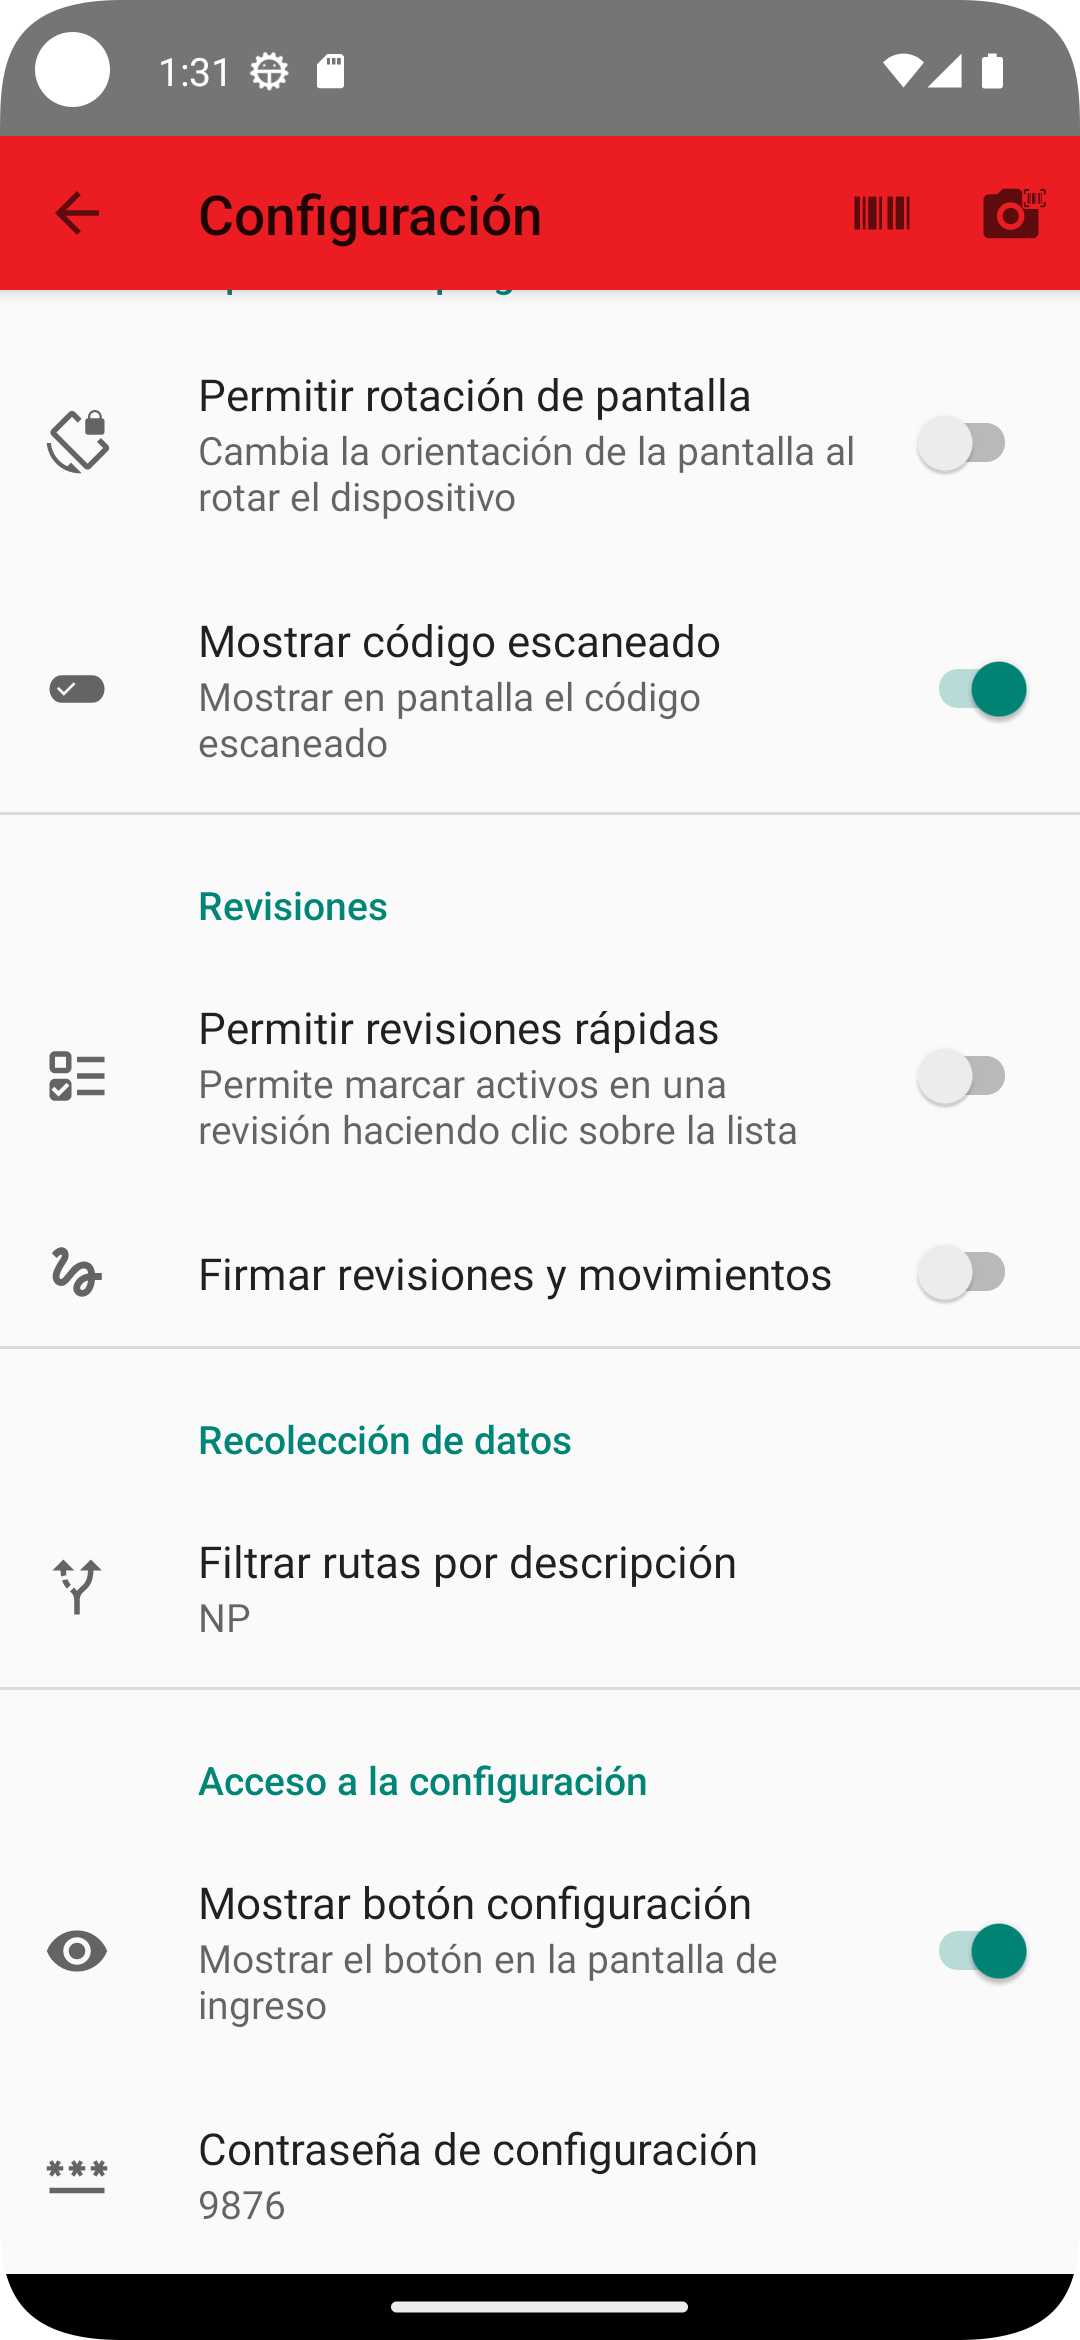 1:31
Configuración
Permitir rotación de pantalla
Cambia la orientación de la pantalla al
rotar el dispositivo
Mostrar código escaneado
Mostrar en pantalla el código
escaneado
Revisiones
Permitir revisiones rápidas
Permite marcar activos en una
revisión haciendo clic sobre la lista
Firmar revisiones y movimientos
Recolección de datos
Filtrar rutas por descripción
NP
Acceso a la configuración
Mostrar botón configuración
Mostrar el botón en la pantalla de
ingreso
Contraseña de configuración
9876